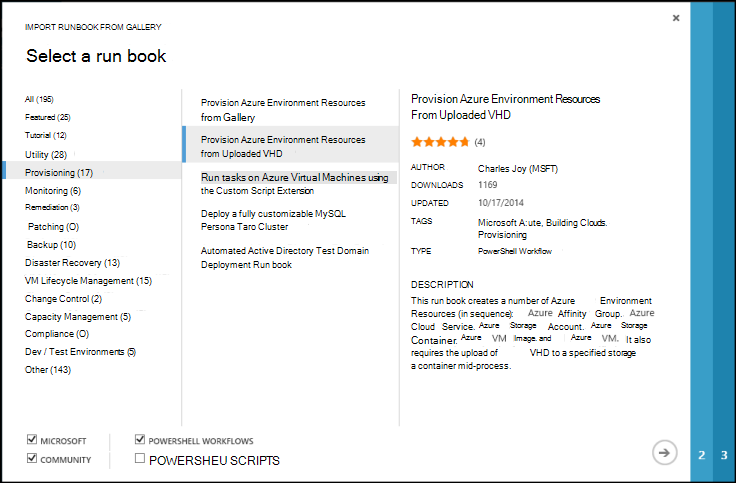 IMPORT RUNBOOK FROM GALLERY
Select a run book
All (195)
Featured (25)
Tutorial (12)
Utility (28)
Provisioning (17)
Monitoring (6)
Remediation (3)
Patching (O)
Backup (10)
Disaster Recovery (13)
VM Lifecycle Management (15)
Change Control (2)
Capacity Management (5)
Compliance (O)
Dev / Test Environments (5)
Other (143)
Provision Azure Environment Resources
from Gallery
Provision Azure Environment Resources
from Uploaded VHD
Run tasks on Azure Virtual Machines using
the Custom Script Extension
Deploy a fully customizable MySQL
Persona Taro Cluster
Automated Active Directory Test Domain
Deployment Run book
Provision Azure Environment Resources
From Uploaded VHD
(4)
AUTHOR Charles Joy (MSFT)
DOWNLOADS 1169
UPDATED 10/17/2014
TAGS Microsoft A:ute, Building Clouds.
Provisioning
TYPE PowerShell Workflow
DESCRIPTION
This run book creates a number of Azure Environment
Resources (in sequence): Azure Affinity Group. Azure
Cloud Service. Azure Storage Account. Azure Storage
Container. Azure VM Image, and Azure VM. It also
requires the upload of VHD to a specified storage
a container mid-process.
MICROSOFT
COMMUNITY
POWERSHELL WORKFLOWS
POWERSHEU SCRIPTS
2 3